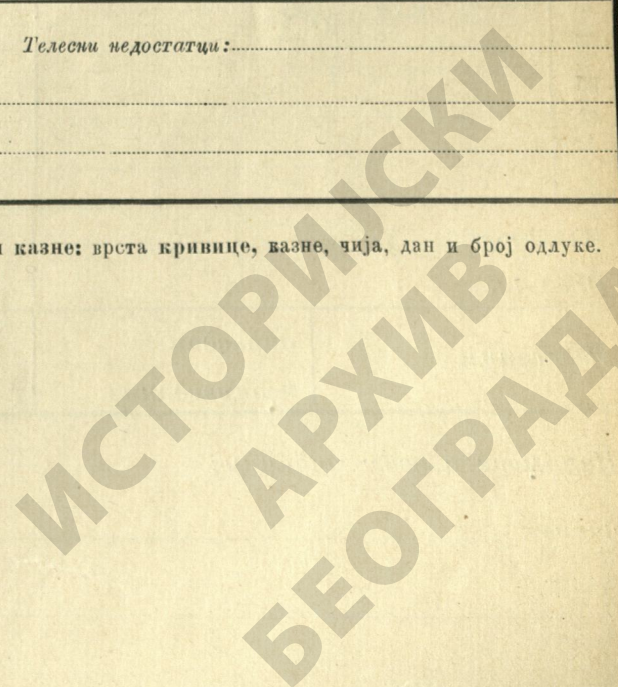 Телесни недостатци:
и казне: врста кривице, казне, чија, дан и број одлуке.
ИСТОРИЈСКИ
АРХИВ
БЕОГРАДА